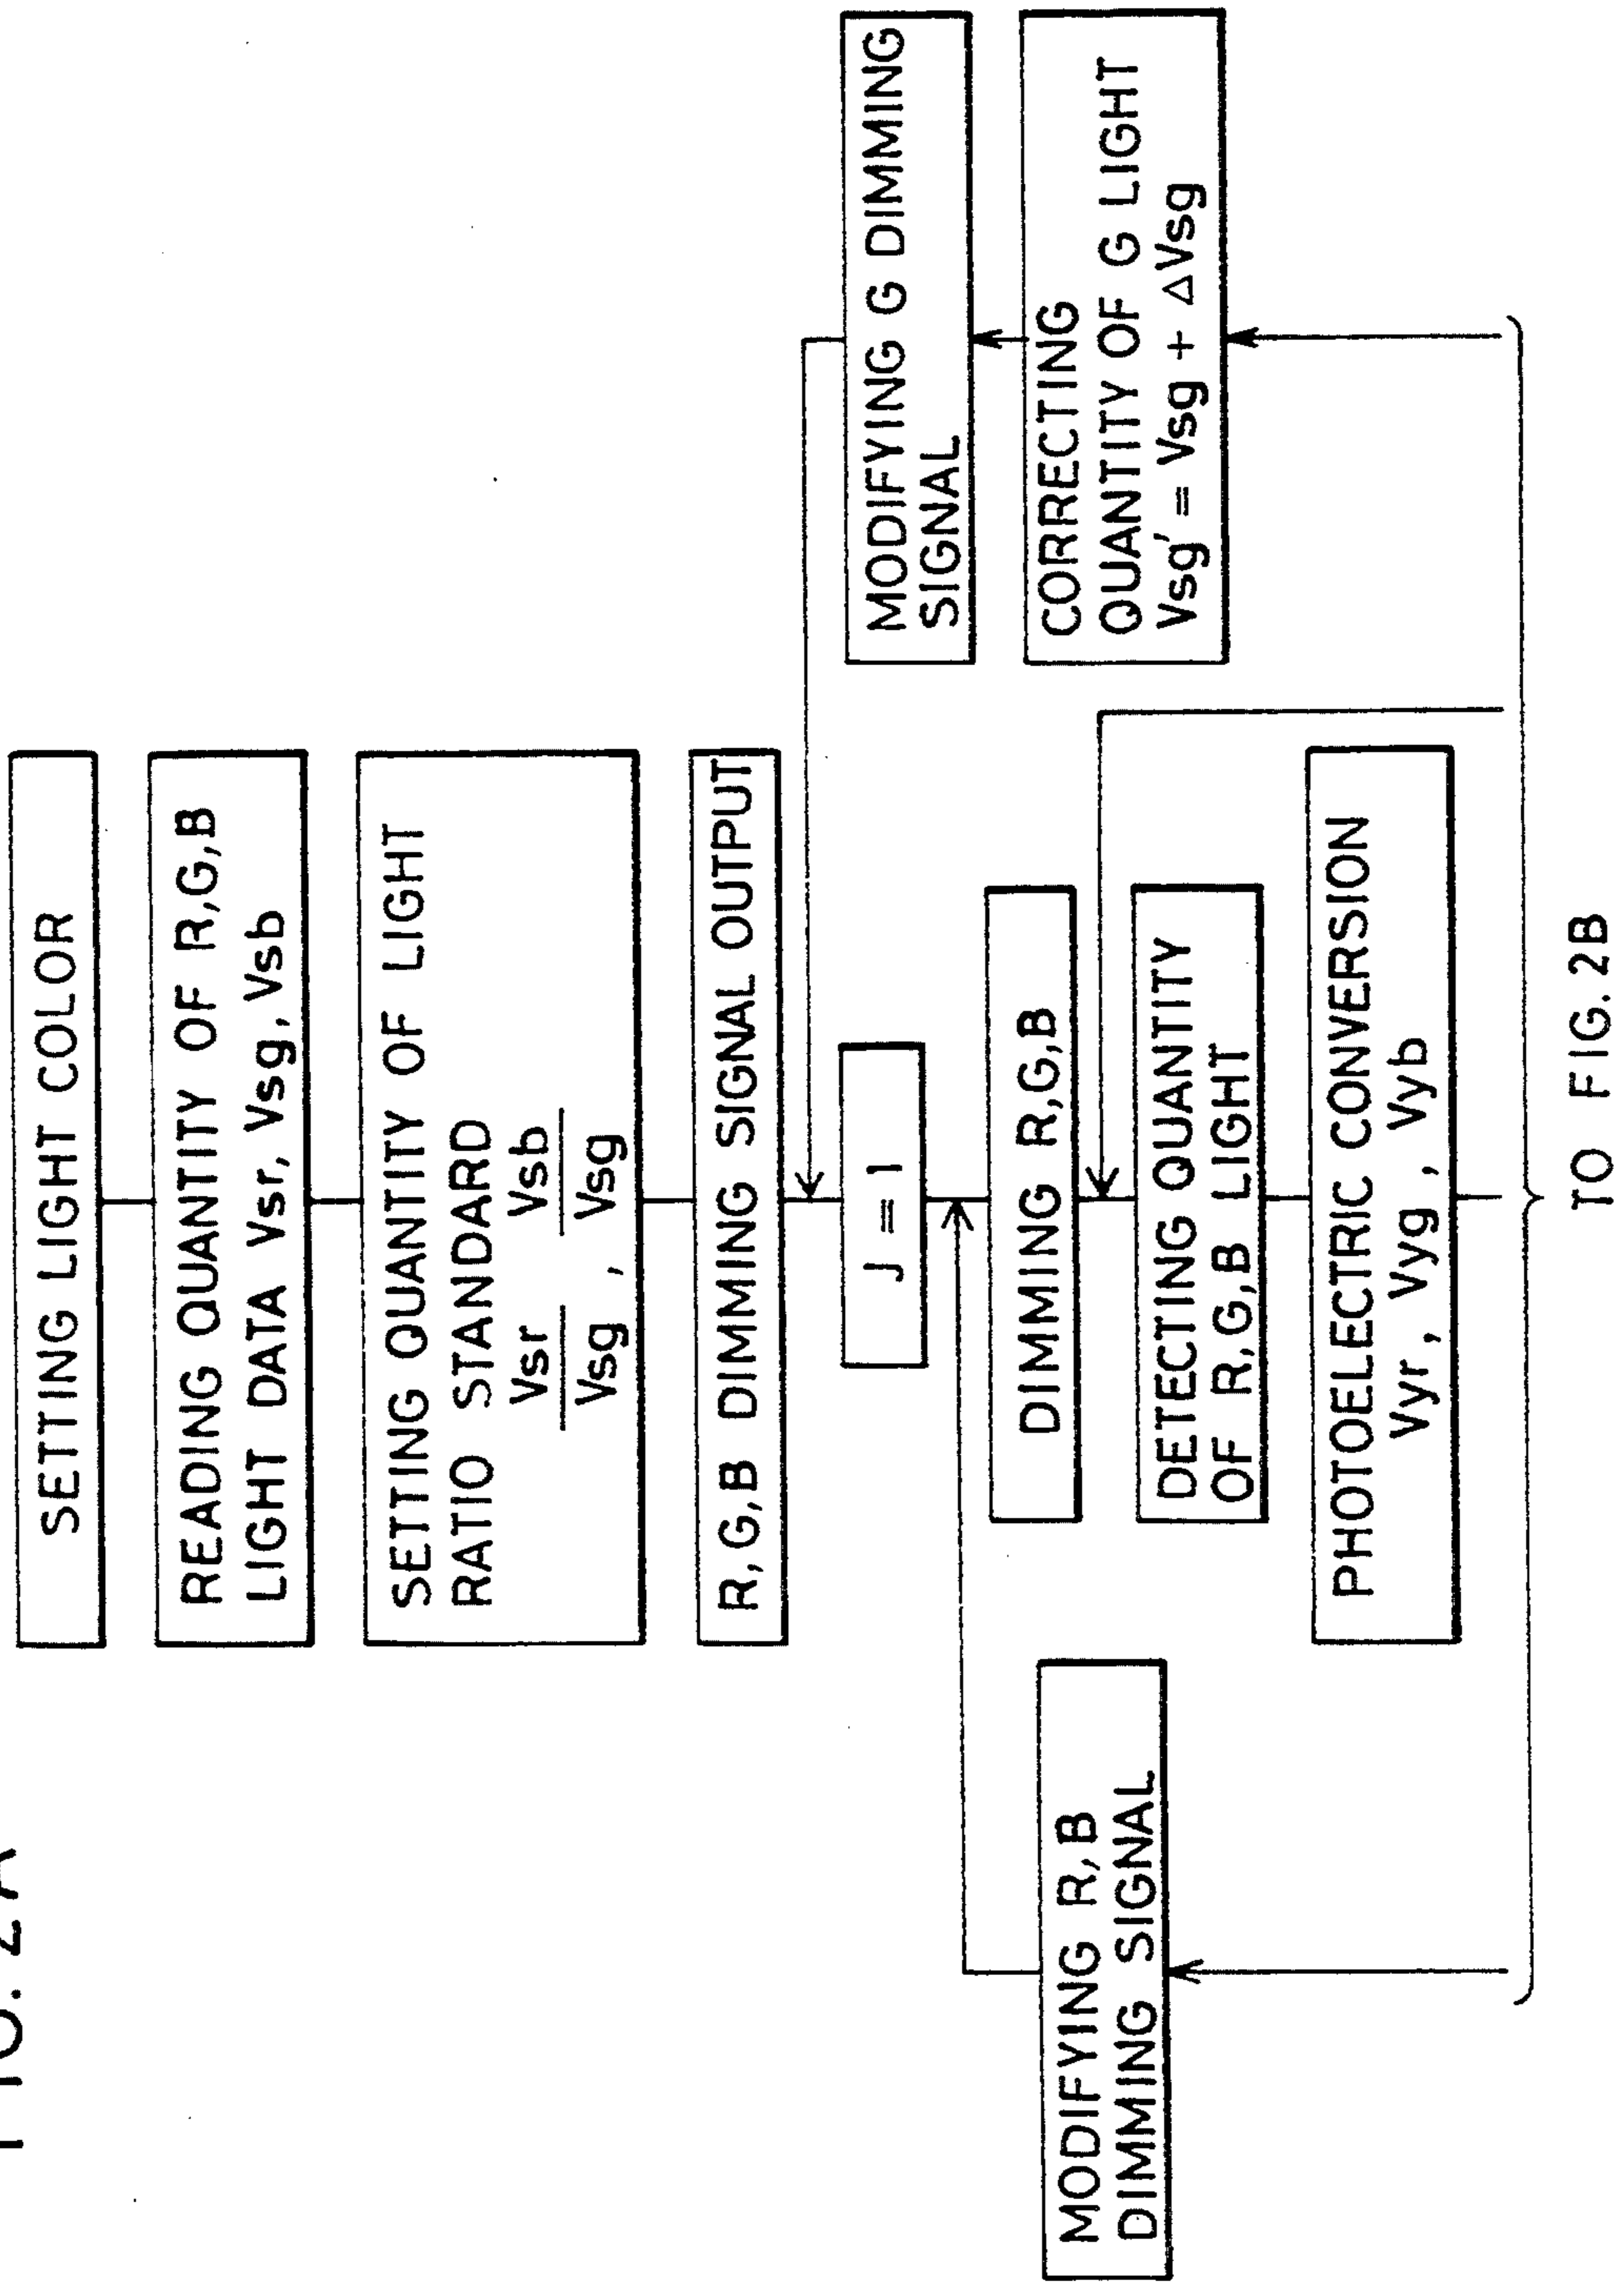 FIG. 2A
SETTING LIGHT COLOR
READING QUANTITY OF R,G,B
LIGHT DATA Vsr, Vsg, Vsb
SETTING QUANTITY OF LIGHT
RATIO STANDARD
Vsr Vsb
Vsg , Vsg
R,G,B DIMMING SIGNAL OUTPUT
J = 1
DIMMING R,G,B
DETECTING QUANTITY
OF R,G,B LIGHT
PHOTOELECTRIC CONVERSION
Vyr, Vyg, Vyb
MODIFYING R,B
DIMMING SIGNAL
MODIFYING G DIMMING
SIGNAL
CORRECTING
QUANTITY OF G LIGHT
Vsg' = Vsg + △Vsg
TO FIG. 2B